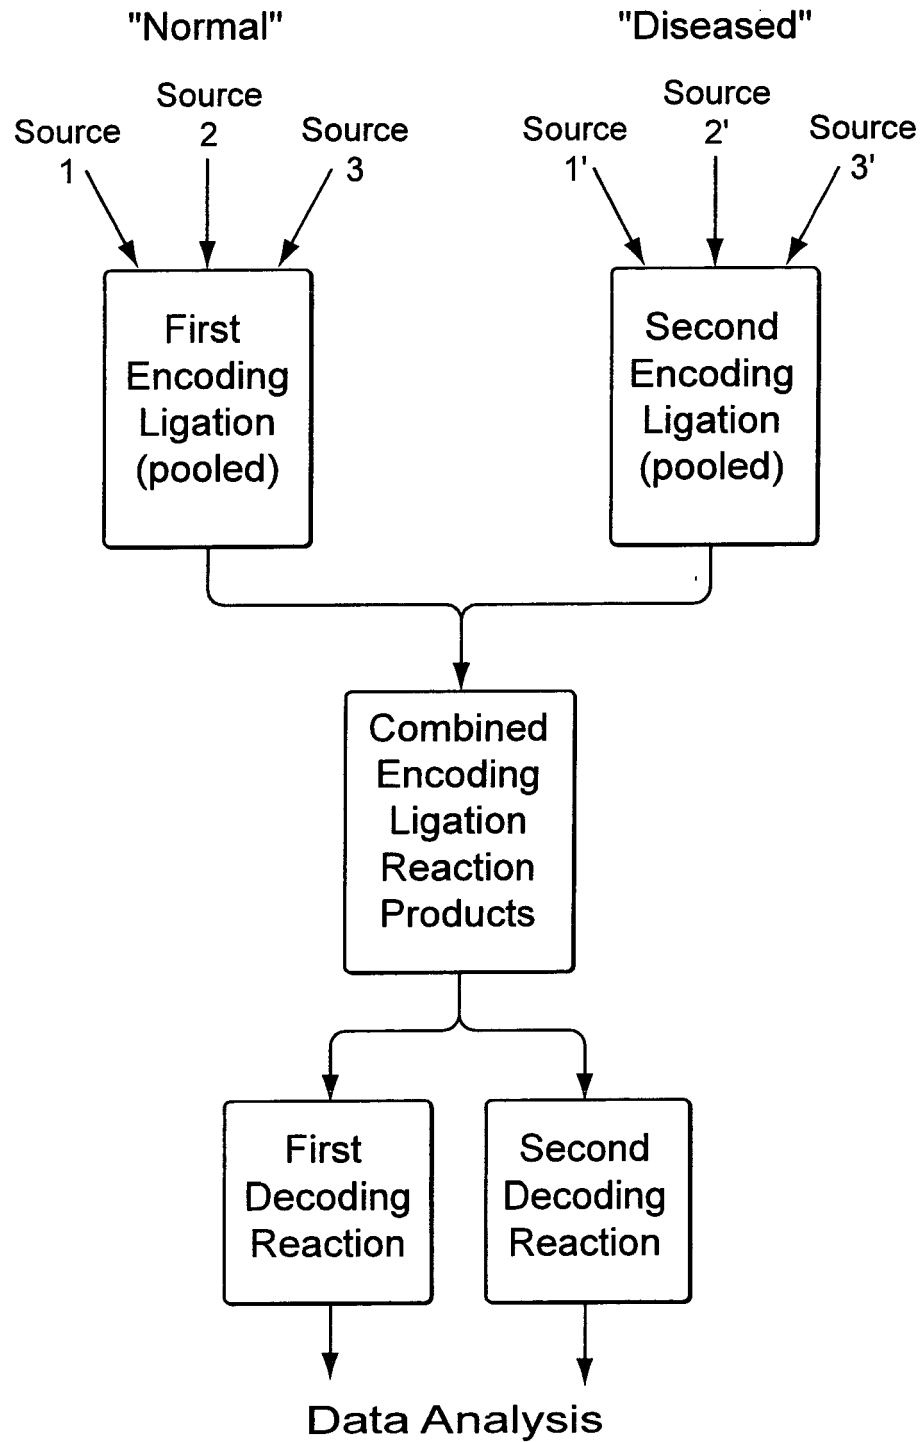 "Normal"
"Diseased"
Source
1
Source
2
Source
3
Source
1'
Source
2'
Source
3'
First
Encoding
Ligation
(pooled)
Second
Encoding
Ligation
(pooled)
Combined
Encoding
Ligation
Reaction
Products
First
Decoding
Reaction
Second
Decoding
Reaction
Data Analysis